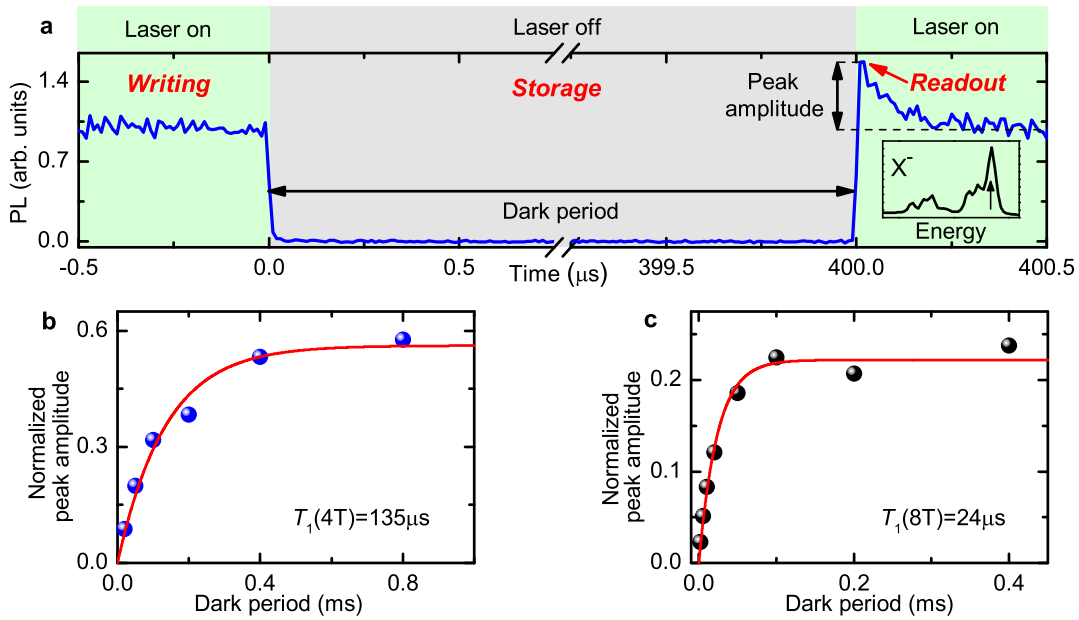 Laser on
Laser off
Laser on
a
Writing
Storage
Peak
amplitude
Readout
PL (arb. units)
1.4
0.7
0.0
Dark period
X-
Energy
-0.5
0.0
0.5
399.5
400.0
400.5
Time (μs)
b
Normalized
peak amplitude
0.6
0.3
0.0
T1(4T)=135μs
0.0
0.4
0.8
Dark period (ms)
c
Normalized
peak amplitude
0.2
0.1
0.0
T1(8T)=24μs
0.0
0.2
0.4
Dark period (ms)